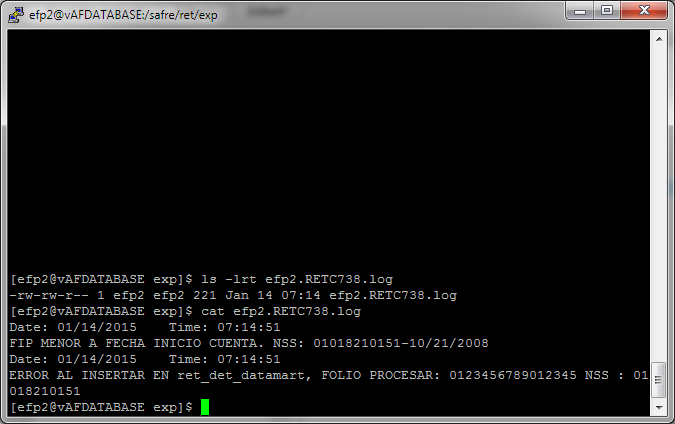 efp2@vAFDATABASE:/safre/ret/exp
[efp2@vAFDATABASE exp]$ ls -lrt efp2.RETC738.log
-rw-rw-r-- 1 efp2 efp2 221 Jan 14 07:14 efp2.RETC738.log
[efp2@vAFDATABASE exp]$ cat efp2.RETC738.log
Date: 01/14/2015    Time: 07:14:51
FIP MENOR A FECHA INICIO CUENTA. NSS: 01018210151-10/21/2008
Date: 01/14/2015    Time: 07:14:51
ERROR AL INSERTAR EN ret_det_datamart, FOLIO PROCESAR: 0123456789012345 NSS : 01
018210151
[efp2@vAFDATABASE exp]$